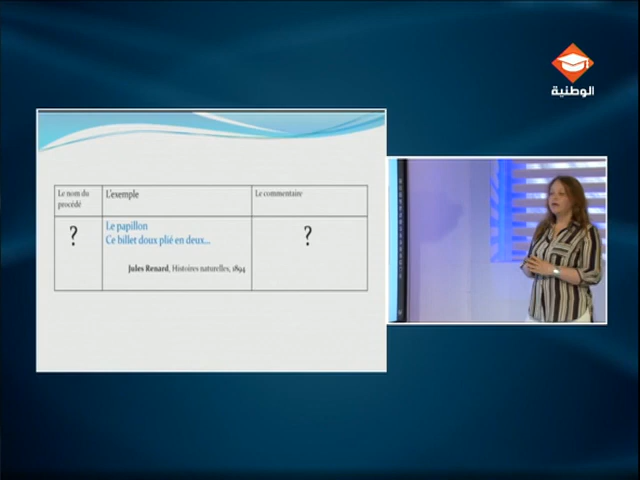 الوطنية
Le nom du
procédé
L'exemple
Le commentaire
?
Le papillon
Ce billet doux plié en deux...
Jules Renard, Histoires naturelles, 1894
?